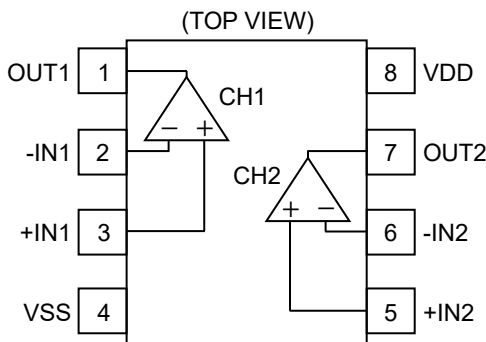 (TOP VIEW)
OUT1 1 8 VDD
CH1
-IN1 2 - + 7 OUT2
CH2
+IN1 3 + - 6 -IN2
VSS 4 5 +IN2